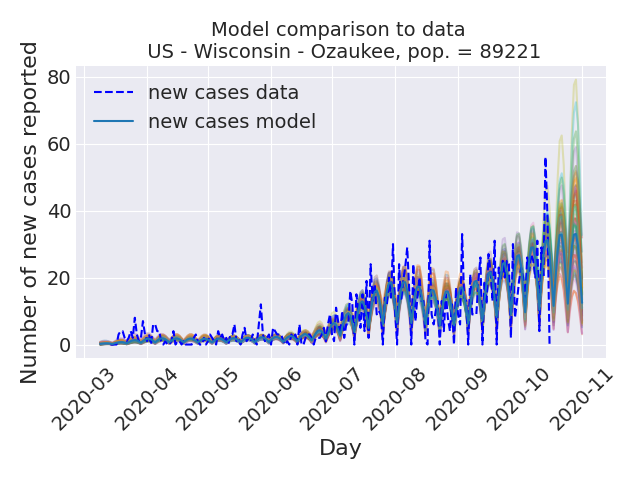 Model comparison to data
US - Wisconsin - Ozaukee, pop. = 89221
Number of new cases reported
80
60
40
20
0
new cases data
new cases model
2020-03
2020-04
2020-05
2020-06
2020-07
2020-08
2020-09
2020-10
2020-11
Day